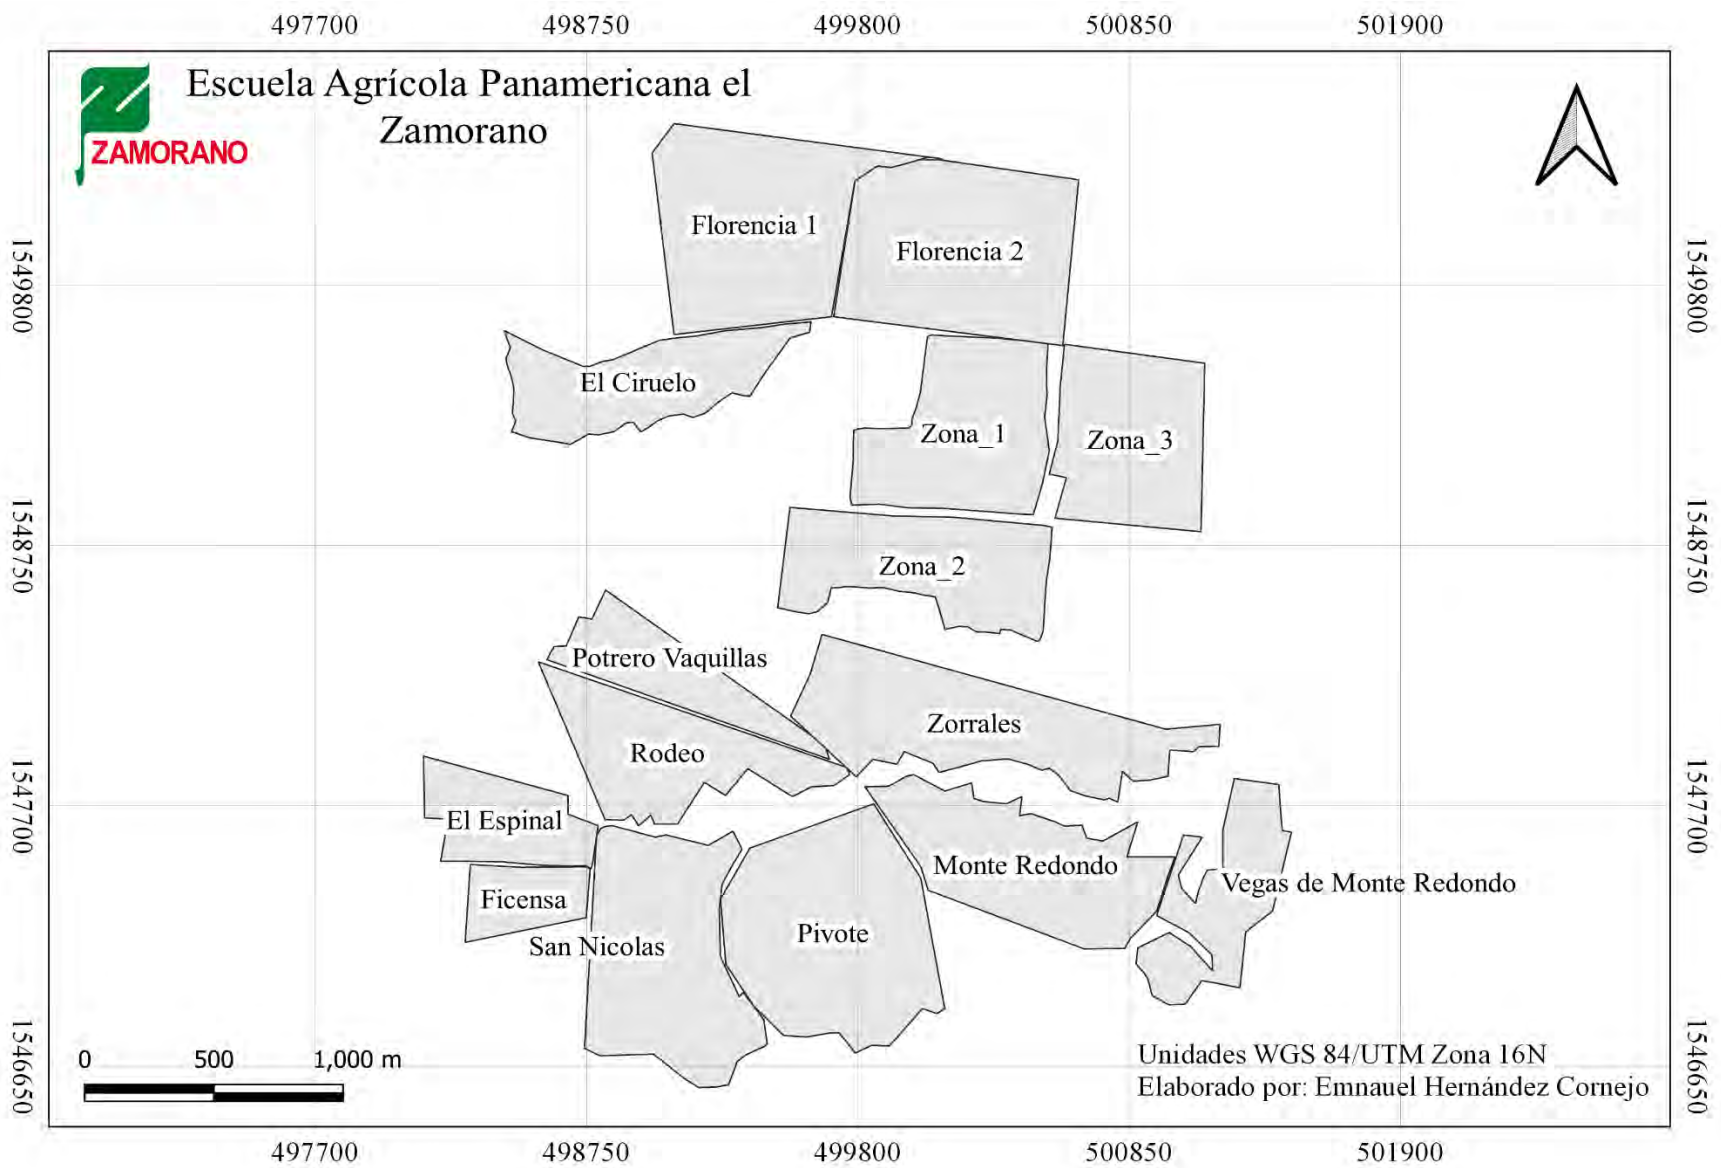 497700 498750 499800 500850 501900
Escuela Agrícola Panamericana el
Zamorano
ZAMORANO
Florencia 1
Florencia 2
1549800 1549800
El Ciruelo
Zona_1
Zona_3
1548750 1548750
Zona_2
Potrero Vaquillas
Zorrales
Rodeo
1547700 1547700
El Espinal
Monte Redondo
Vegas de Monte Redondo
Ficensa
Pivote
San Nicolas
0 500 1,000 m
1546650 1546650
Unidades WGS 84/UTM Zona 16N
Elaborado por: Emnauel Hernández Cornejo
497700 498750 499800 500850 501900